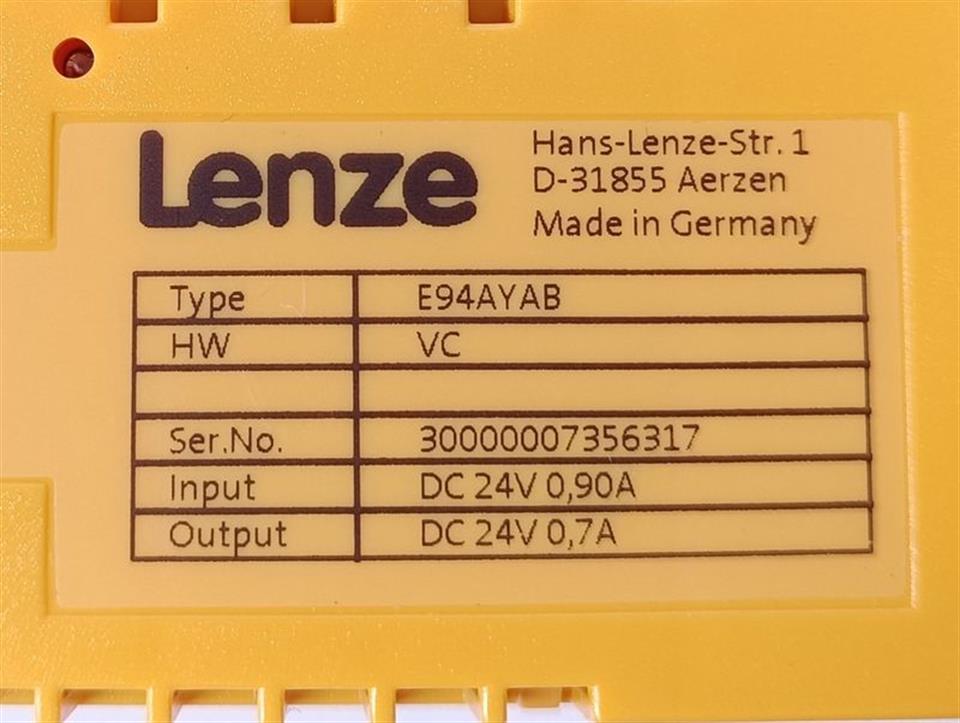 Lenze
Hans-Lenze-Str. 1
D-31855 Aerzen
Made in Germany
Type E94AYAB
HW VC
Ser.No. 30000007356317
Input DC 24V 0,90A
Output DC 24V 0,7A